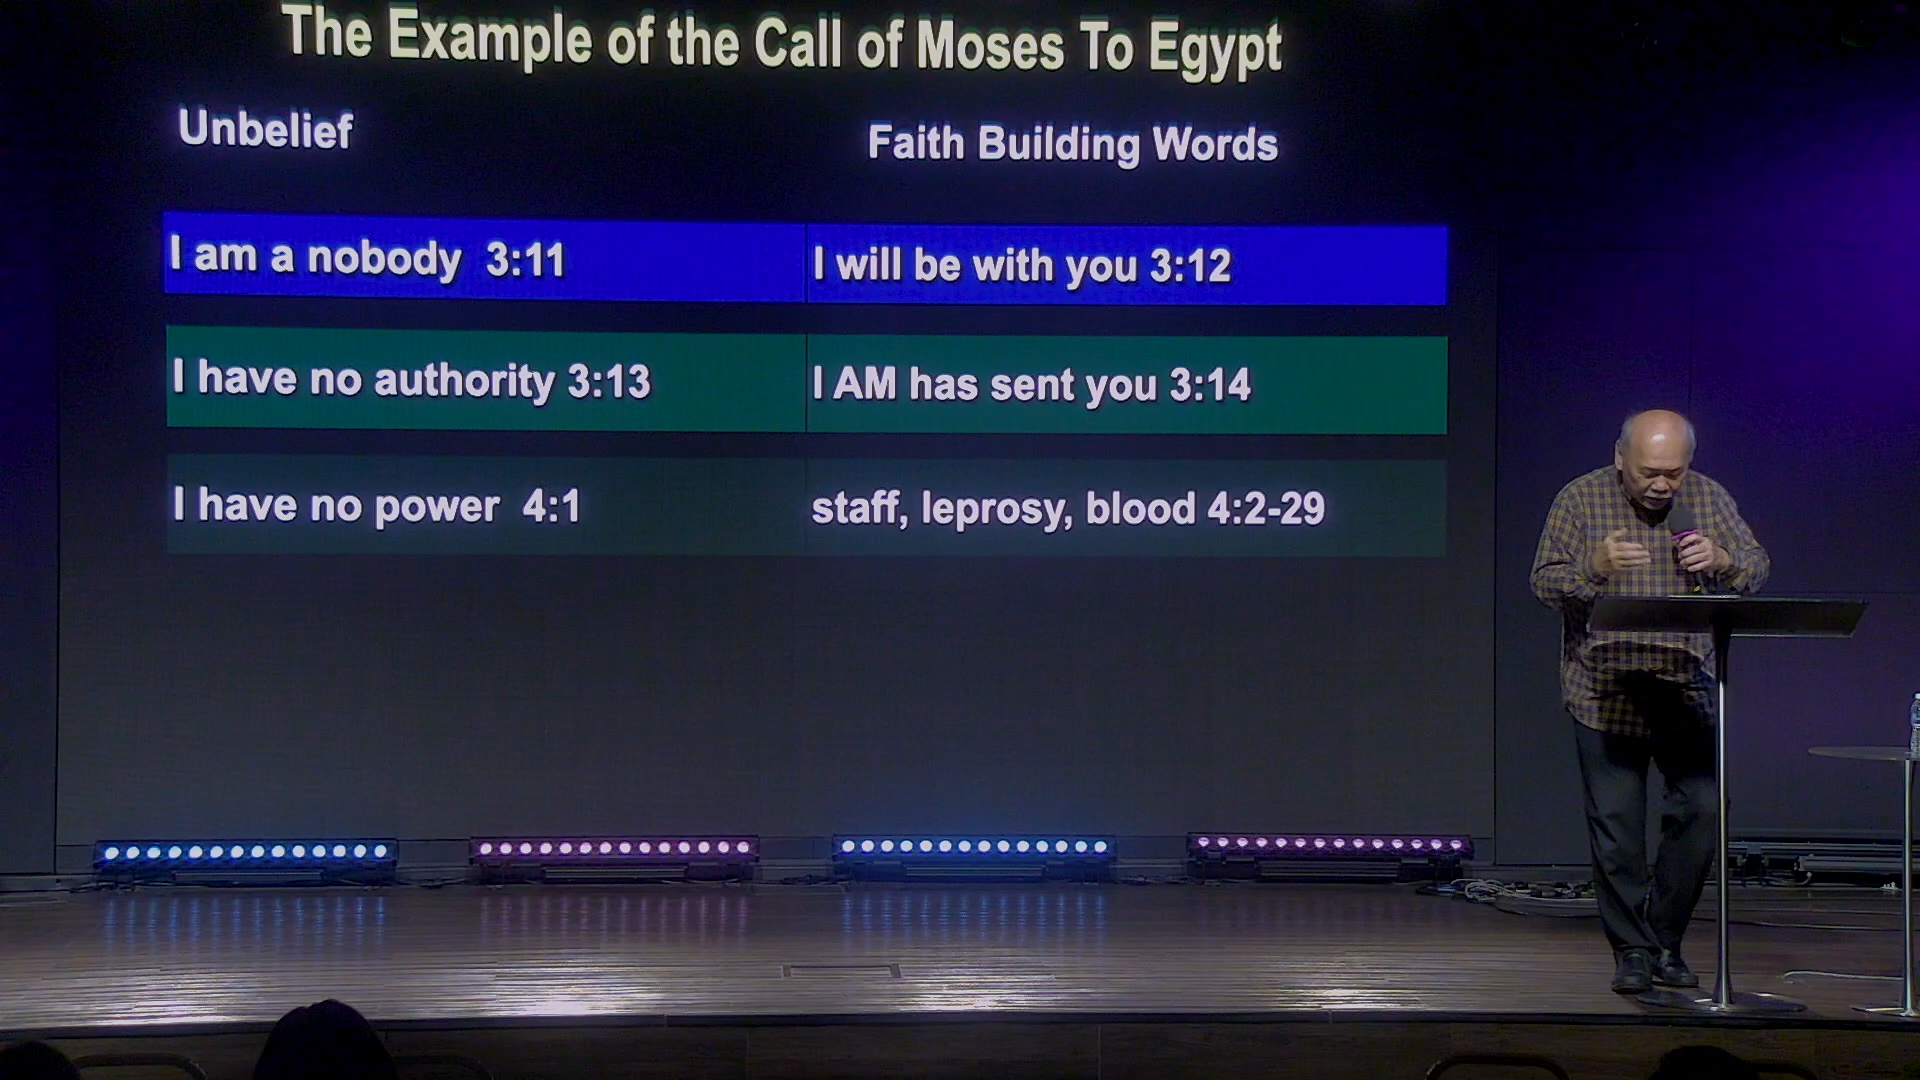 The Example of the Call of Moses To Egypt
Unbelief
Faith Building Words
I am a nobody 3:11
I will be with you 3:12
I have no authority 3:13
I AM has sent you 3:14
I have no power 4:1
staff, leprosy, blood 4:2-29